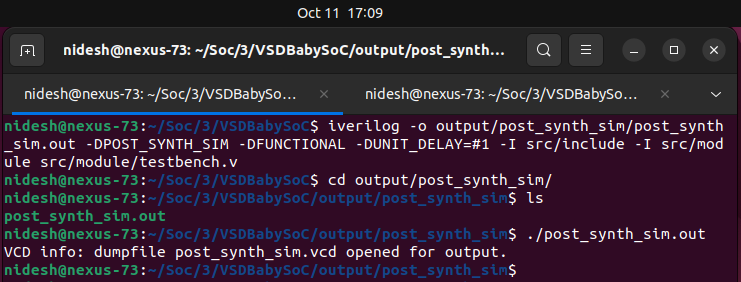 Oct 11 17:09
nidesh@nexus-73: ~/Soc/3/VSDBabySoC/output/post_synth...
nidesh@nexus-73: ~/Soc/3/VSDBabySo...
nidesh@nexus-73: ~/Soc/3/VSDBabySo...
nidesh@nexus-73:~/Soc/3/VSDBabySoC$ iverilog -o output/post_synth_sim/post_synth
_sim.out -DPOST_SYNTH_SIM -DFUNCTIONAL -DUNIT_DELAY=#1 -I src/include -I src/mod
ule src/module/testbench.v
nidesh@nexus-73:~/Soc/3/VSDBabySoC$ cd output/post_synth_sim/
nidesh@nexus-73:~/Soc/3/VSDBabySoC/output/post_synth_sim$ ls
post_synth_sim.out
nidesh@nexus-73:~/Soc/3/VSDBabySoC/output/post_synth_sim$ ./post_synth_sim.out
VCD info: dumpfile post_synth_sim.vcd opened for output.
nidesh@nexus-73:~/Soc/3/VSDBabySoC/output/post_synth_sim$